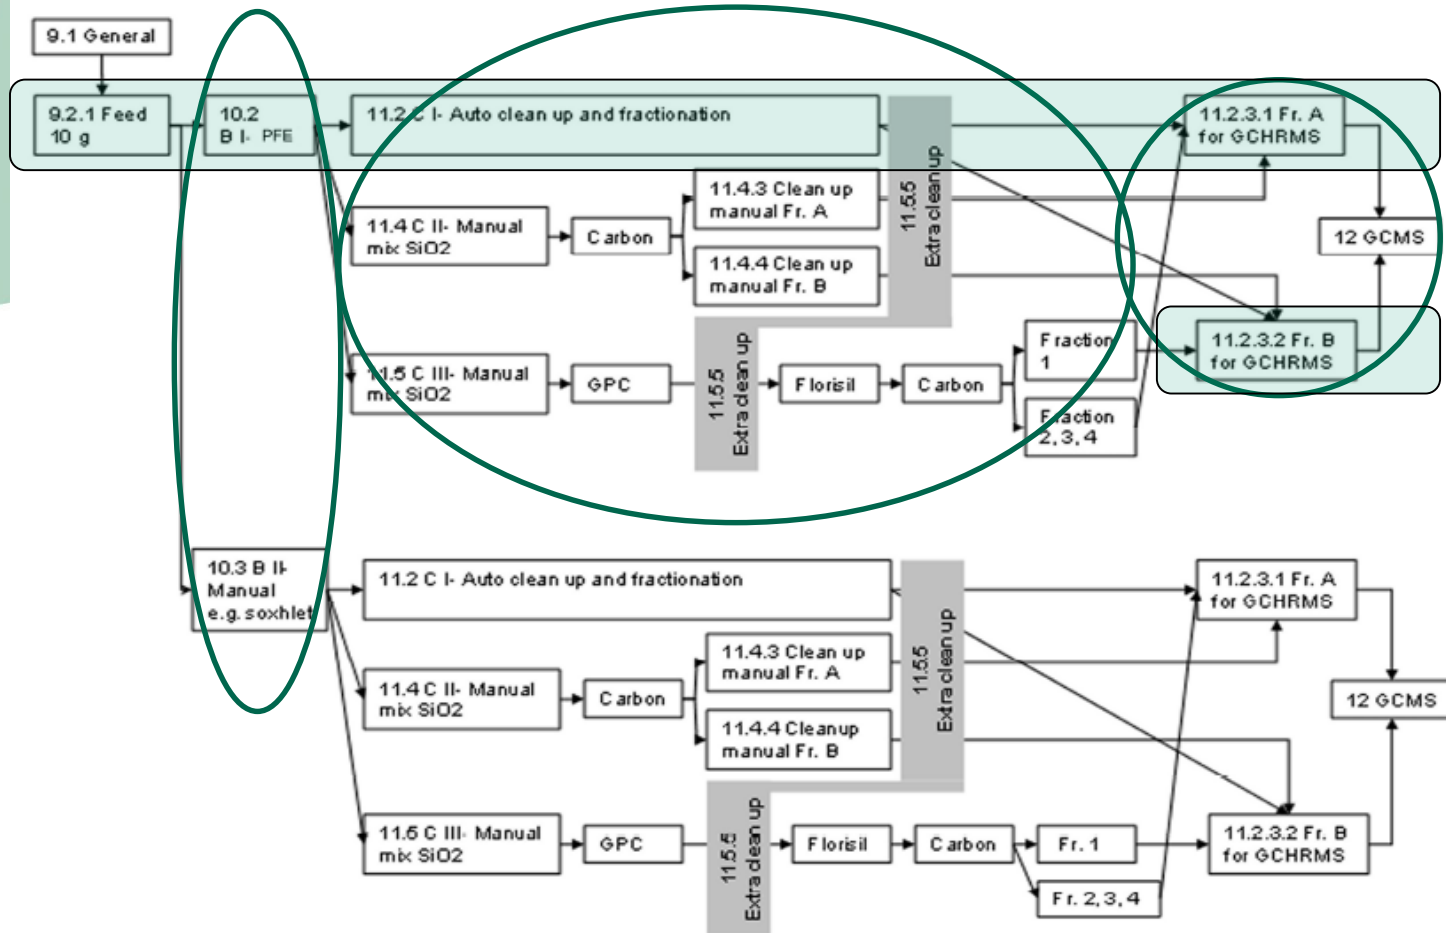 9.1 General
9.2.1 Feed
10 g
10.2
B I- PFE
11.2 C I- Auto clean up and fractionation
11.2.3.1 Fr. A
for GCHRMS
11.4 C II- Manual
mix SiO2
Carbon
11.4.3 Clean up
manual Fr. A
11.4.4 Clean up
manual Fr. B
11.5.5
Extra clean up
12 GCMS
11.5 C III- Manual
mix SiO2
GPC
11.5.5
Extra clean up
Florisil
Carbon
Fraction
1
Fraction
2, 3, 4
11.2.3.2 Fr. B
for GCHRMS
10.3 B II-
Manual
e.g. soxhlet
11.2 C I- Auto clean up and fractionation
11.2.3.1 Fr. A
for GCHRMS
11.4 C II- Manual
mix SiO2
Carbon
11.4.3 Clean up
manual Fr. A
11.4.4 Cleanup
manual Fr. B
11.5.5
Extra clean up
12 GCMS
11.5 C III- Manual
mix SiO2
GPC
11.5.5
Extra clean up
Florisil
Carbon
Fr. 1
Fr. 2, 3, 4
11.2.3.2 Fr. B
for GCHRMS